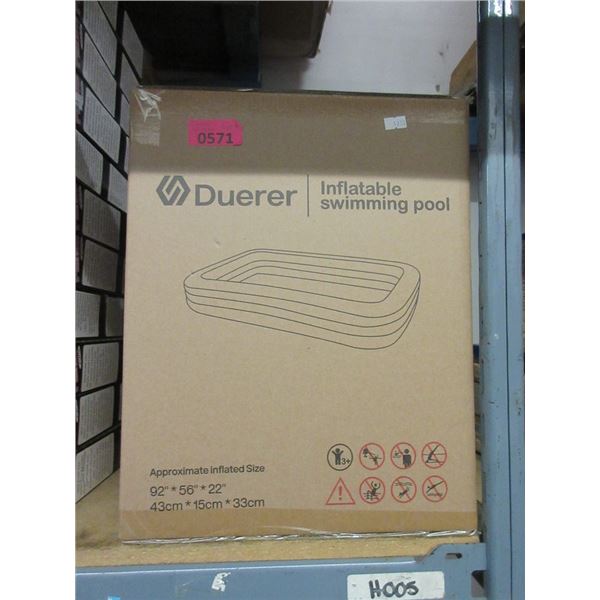 0571
Duerer
Inflatable
swimming pool
3+
Approximate Inflated Size
92" * 56" * 22"
43cm * 15cm * 33cm
H005